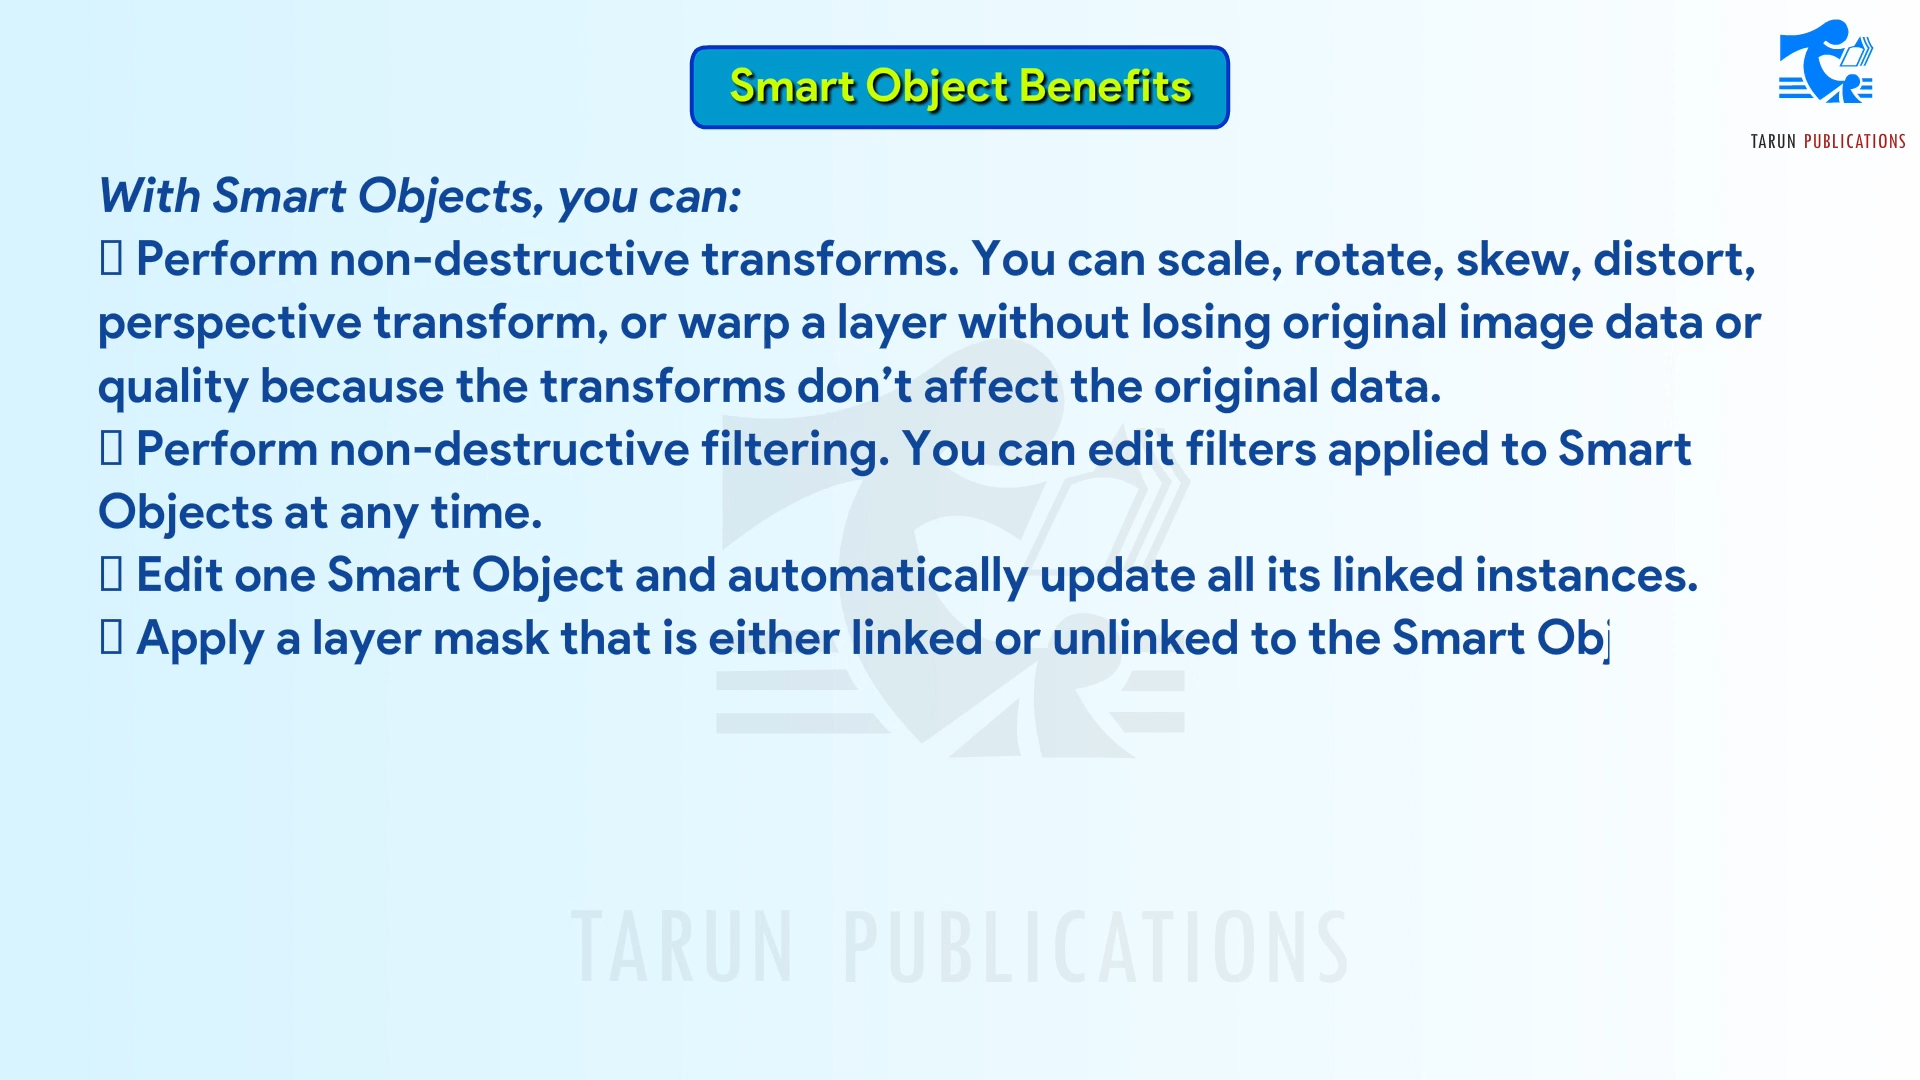 Smart Object Benefits
TARUN PUBLICATIONS
With Smart Objects, you can:
▯ Perform non-destructive transforms. You can scale, rotate, skew, distort,
perspective transform, or warp a layer without losing original image data or
quality because the transforms don’t affect the original data.
▯ Perform non-destructive filtering. You can edit filters applied to Smart
Objects at any time.
▯ Edit one Smart Object and automatically update all its linked instances.
▯ Apply a layer mask that is either linked or unlinked to the Smart Obj
TARUN PUBLICATIONS